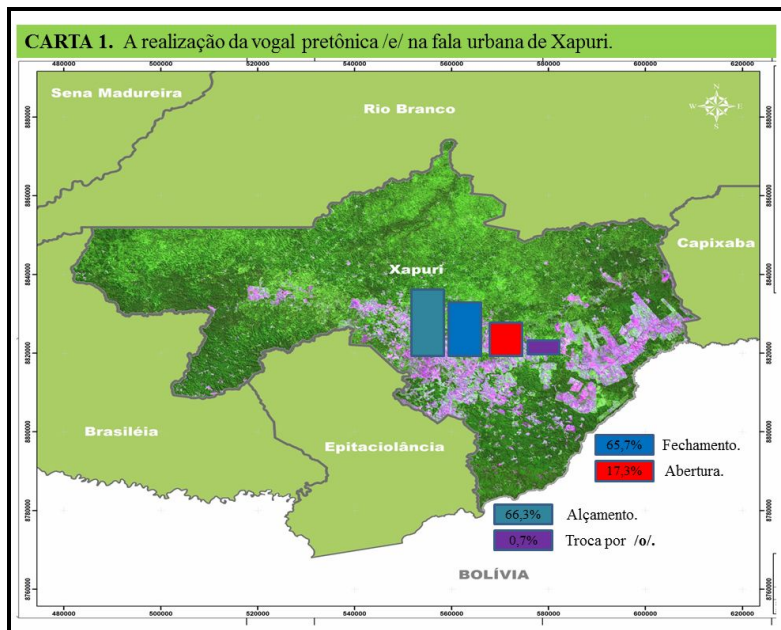 CARTA 1. A realização da vogal pretônica /e/ na fala urbana de Xapuri.
480000 500000 520000 540000 560000 580000 600000 620000
Sena Madureira
Rio Branco
N
W E
S
Capixaba
Xapurí
Brasiléia
Epitaciolância
65,7% Fechamento.
17,3% Abertura.
66,3% Alçamento.
0,7% Troca por /o/.
BOLÍVIA
8880000
8860000
8840000
8820000
8800000
8780000
8760000
480000 500000 520000 540000 560000 580000 600000 620000